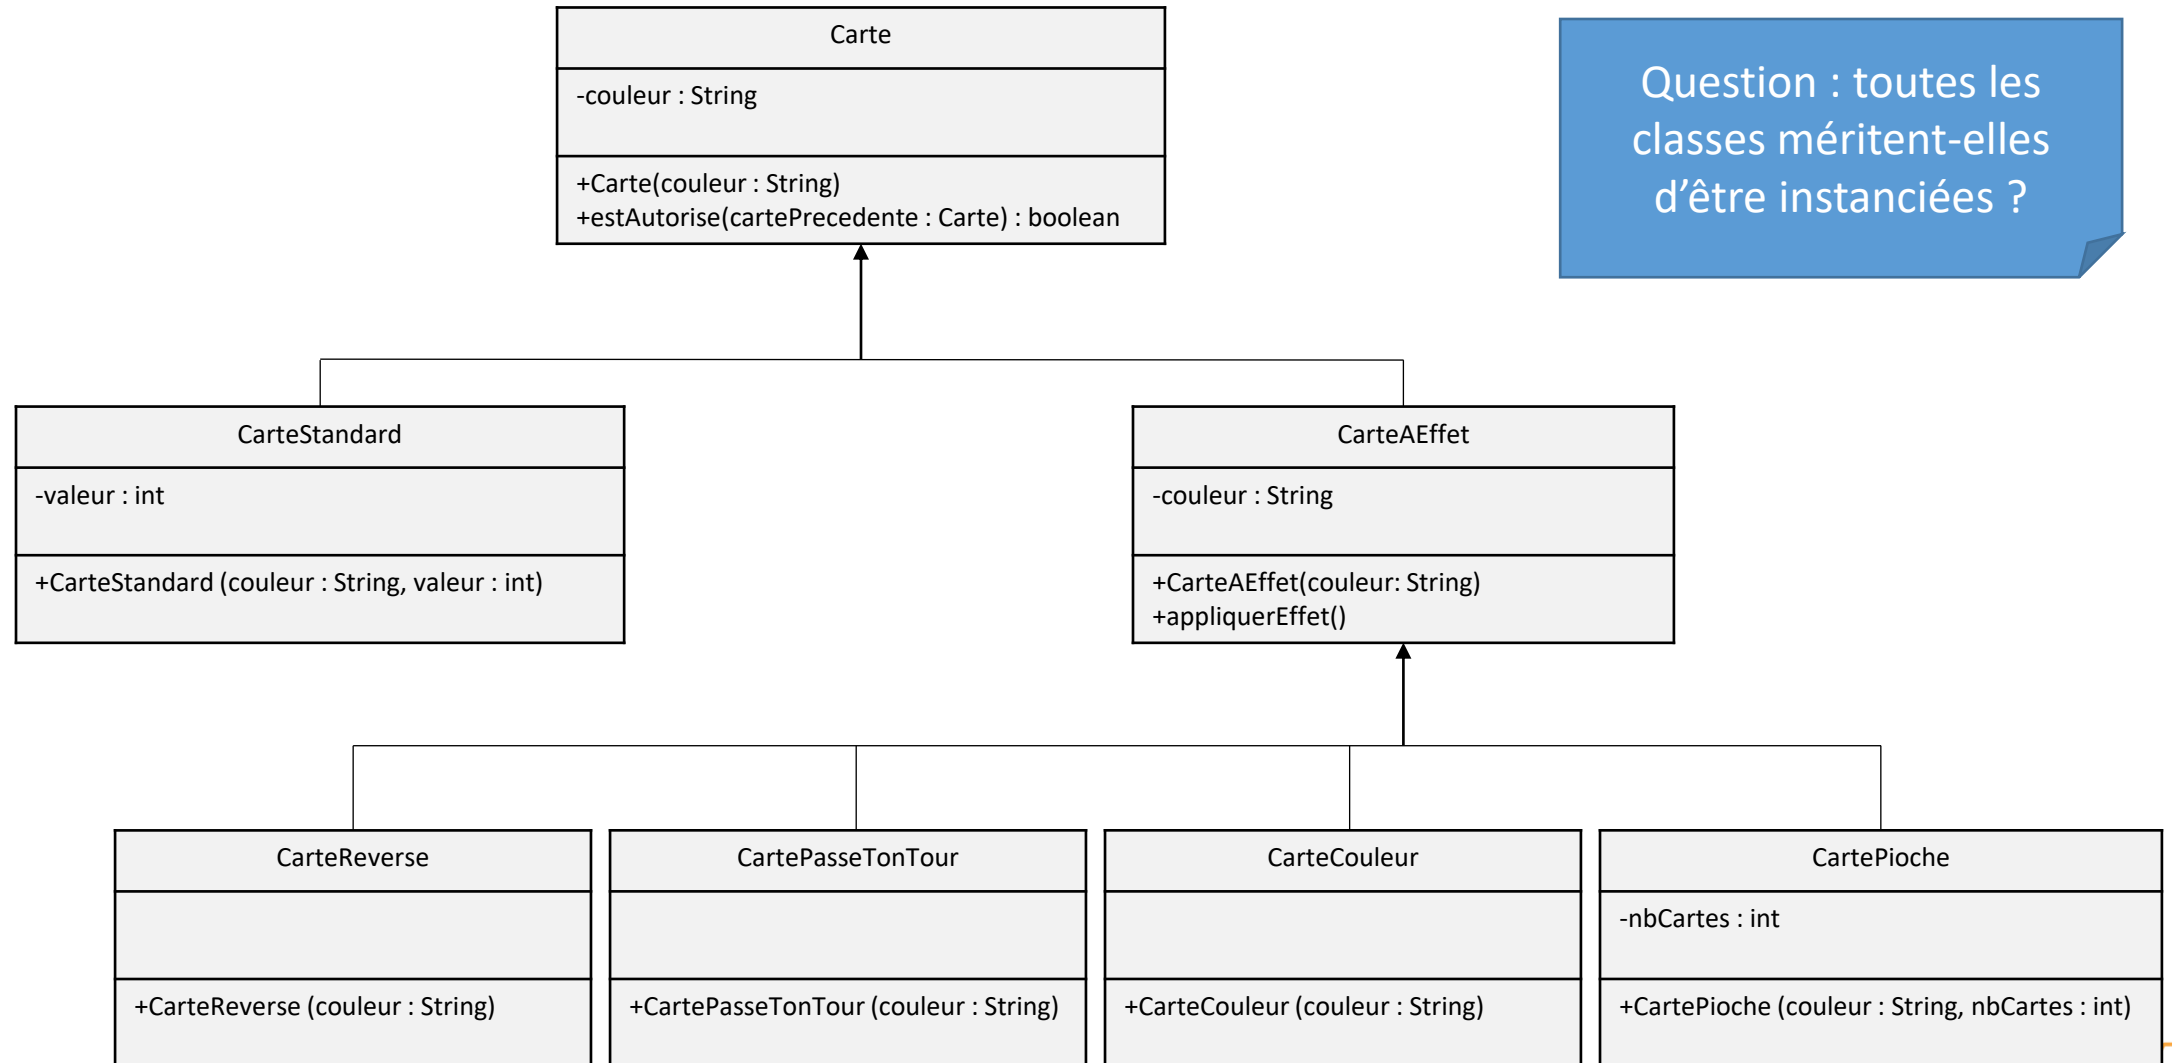 Carte
-couleur : String
+Carte(couleur : String)
+estAutorise(cartePrecedente : Carte) : boolean
Question : toutes les
classes méritent-elles
d’être instanciées ?
CarteStandard
-valeur : int
+CarteStandard (couleur : String, valeur : int)
CarteAEffet
-couleur : String
+CarteAEffet(couleur: String)
+appliquerEffet()
CarteReverse
+CarteReverse (couleur : String)
CartePasseTonTour
+CartePasseTonTour (couleur : String)
CarteCouleur
+CarteCouleur (couleur : String)
CartePioche
-nbCartes : int
+CartePioche (couleur : String, nbCartes : int)